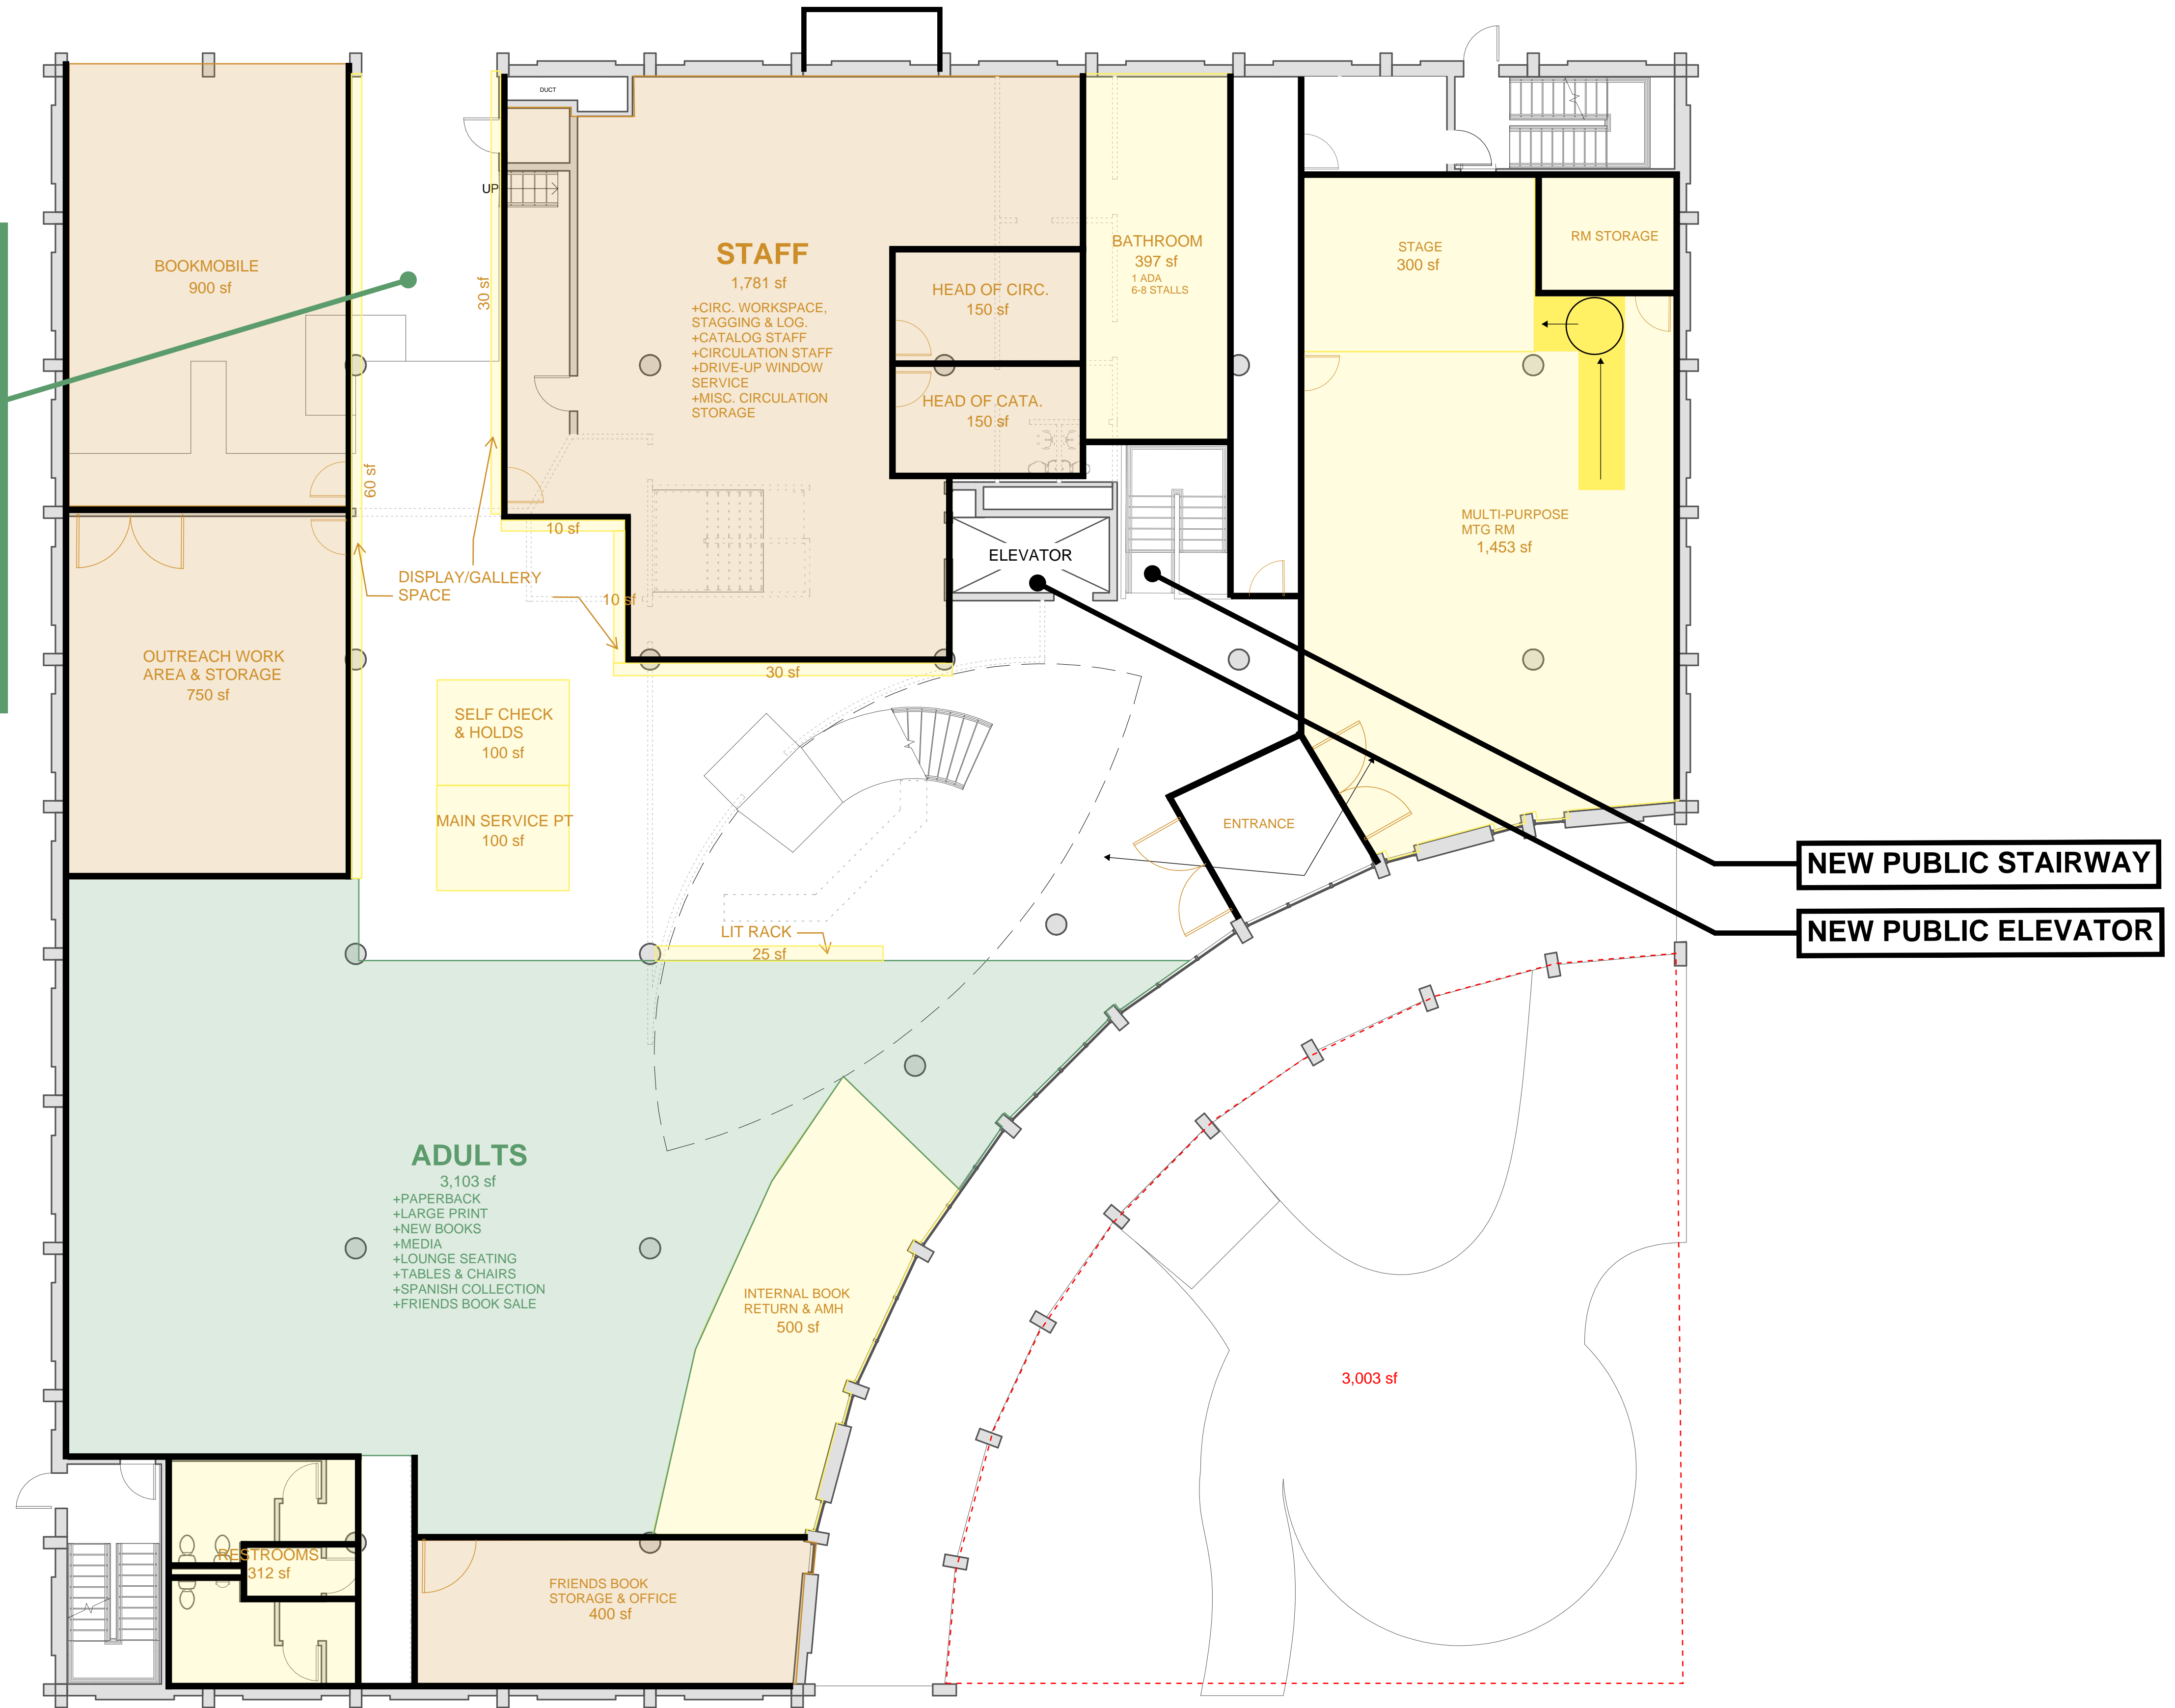 DUCT
UP
BOOKMOBILE
900 sf
30 sf
60 sf
STAFF
1,781 sf
+CIRC. WORKSPACE,
STAGGING & LOG.
+CATALOG STAFF
+CIRCULATION STAFF
+DRIVE-UP WINDOW
SERVICE
+MISC. CIRCULATION
STORAGE
HEAD OF CIRC.
150 sf
HEAD OF CATA.
150 sf
BATHROOM
397 sf
1 ADA
6-8 STALLS
STAGE
300 sf
RM STORAGE
MULTI-PURPOSE
MTG RM
1,453 sf
10 sf
DISPLAY/GALLERY
SPACE
10 sf
30 sf
ELEVATOR
OUTREACH WORK
AREA & STORAGE
750 sf
SELF CHECK
& HOLDS
100 sf
MAIN SERVICE PT
100 sf
ENTRANCE
NEW PUBLIC STAIRWAY
NEW PUBLIC ELEVATOR
LIT RACK
25 sf
ADULTS
3,103 sf
+PAPERBACK
+LARGE PRINT
+NEW BOOKS
+MEDIA
+LOUNGE SEATING
+TABLES & CHAIRS
+SPANISH COLLECTION
+FRIENDS BOOK SALE
INTERNAL BOOK
RETURN & AMH
500 sf
3,003 sf
RESTROOMS
312 sf
FRIENDS BOOK
STORAGE & OFFICE
400 sf